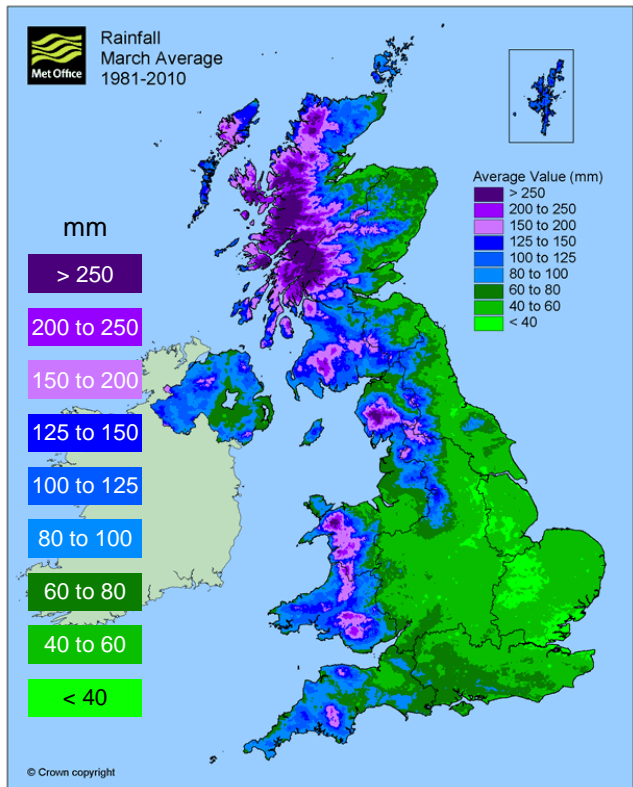 Met Office
Rainfall
March Average
1981-2010
mm
> 250
200 to 250
150 to 200
125 to 150
100 to 125
80 to 100
60 to 80
40 to 60
< 40
Average Value (mm)
> 250
200 to 250
150 to 200
125 to 150
100 to 125
80 to 100
60 to 80
40 to 60
< 40
© Crown copyright